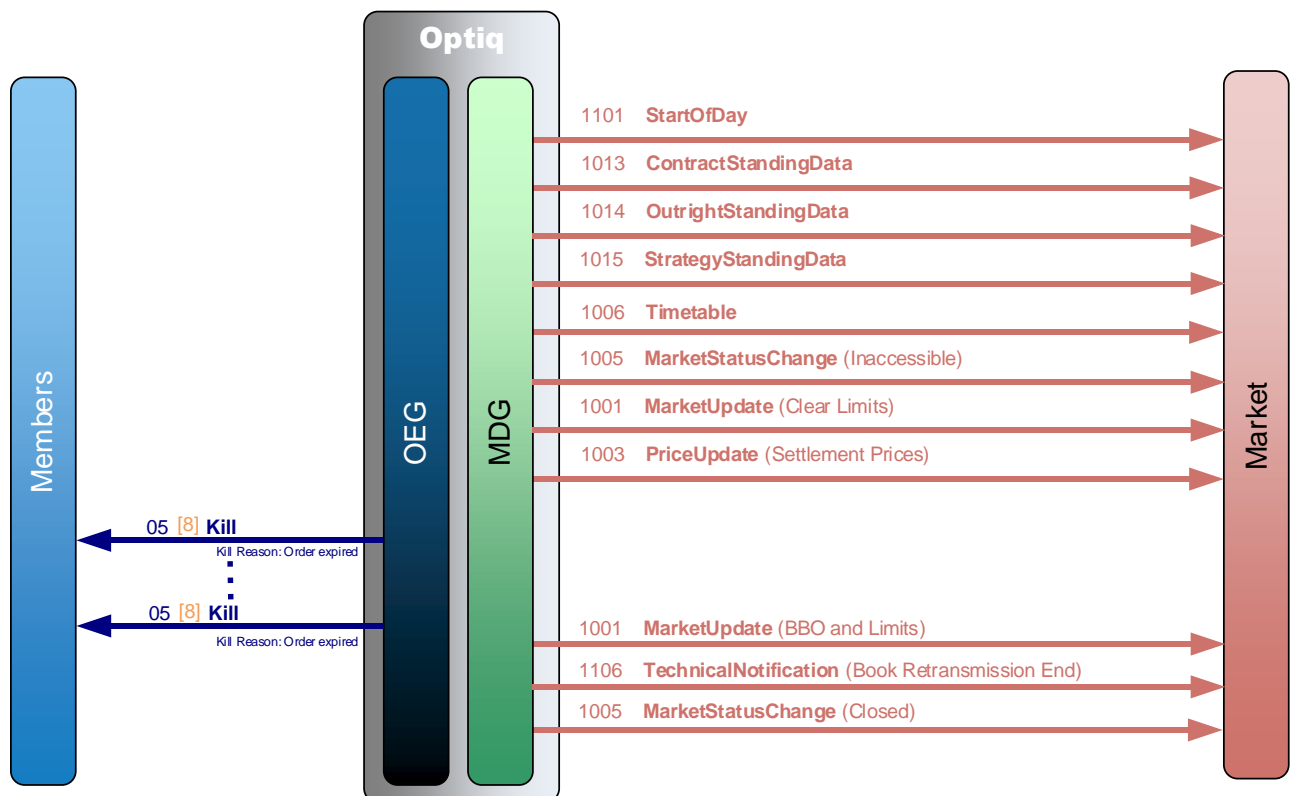 Optiq
Members
OEG
MDG
Market
1101 StartOfDay
1013 ContractStandingData
1014 OutrightStandingData
1015 StrategyStandingData
1006 Timetable
1005 MarketStatusChange (Inaccessible)
1001 MarketUpdate (Clear Limits)
1003 PriceUpdate (Settlement Prices)
05 [8] Kill
Kill Reason: Order expired
05 [8] Kill
Kill Reason: Order expired
1001 MarketUpdate (BBO and Limits)
1106 TechnicalNotification (Book Retransmission End)
1005 MarketStatusChange (Closed)